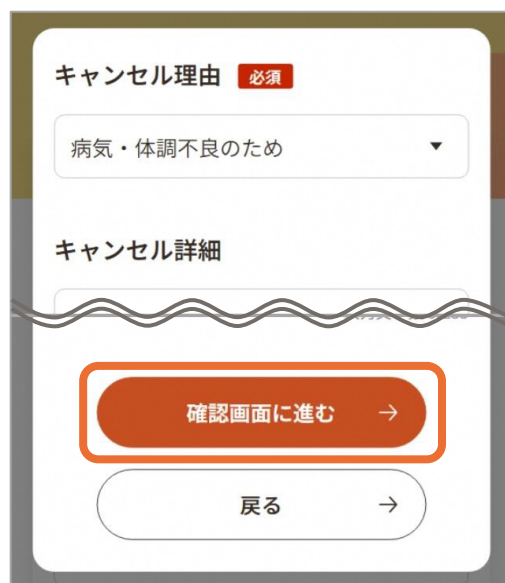 キャンセル理由 必須
病気・体調不良のため
キャンセル詳細
確認画面に進む
戻る